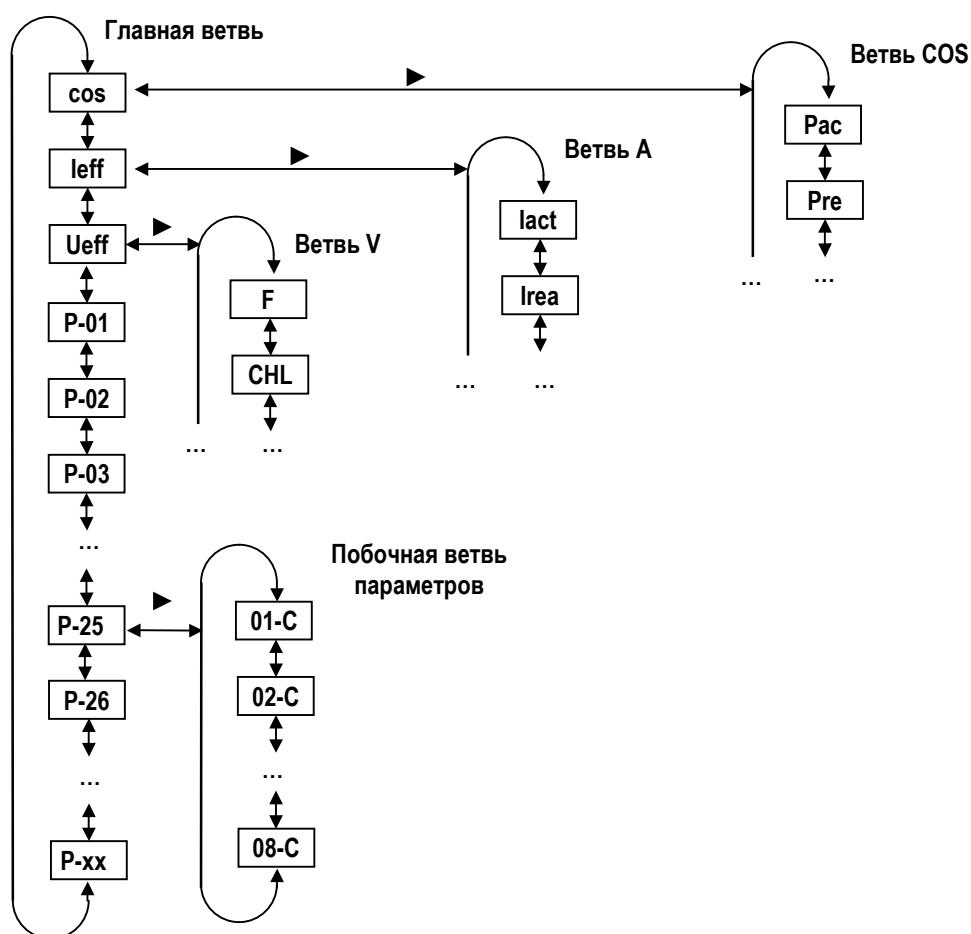 Главная ветвь
cos
Ieff
Ueff
P-01
P-02
P-03
...
P-25
P-26
...
P-xx
Ветвь V
F
CHL
...
...
Ветвь A
Iact
Irea
...
...
Ветвь COS
Pac
Pre
...
...
Побочная ветвь
параметров
01-C
02-C
...
08-C